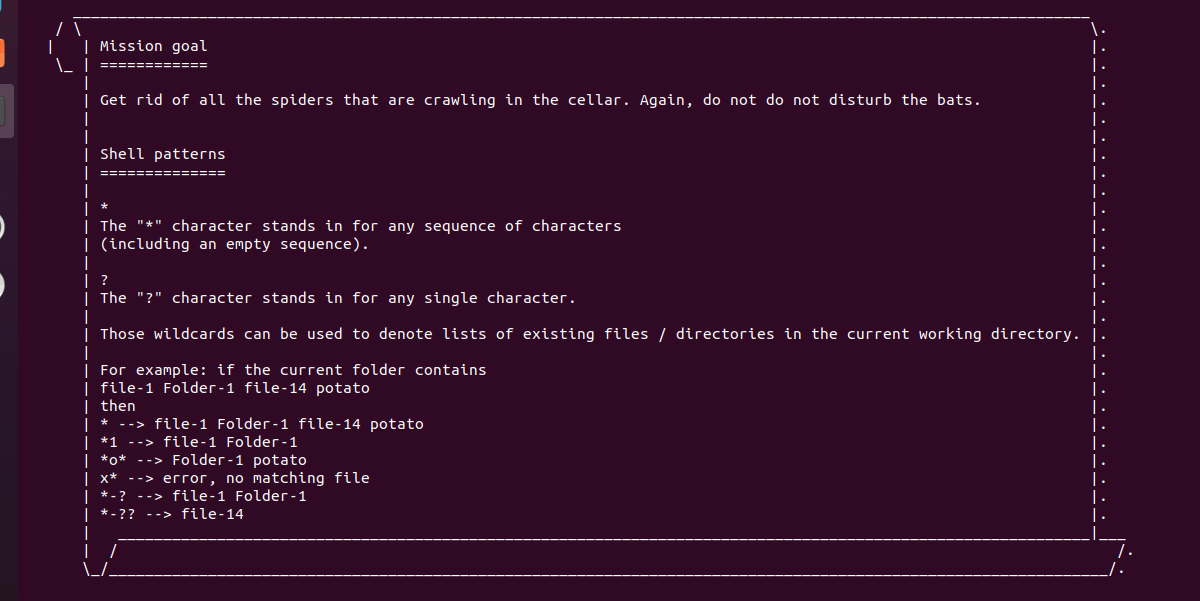 Mission goal
============
Get rid of all the spiders that are crawling in the cellar. Again, do not do not disturb the bats.
Shell patterns
==============
*
The "*" character stands in for any sequence of characters
(including an empty sequence).
?
The "?" character stands in for any single character.
Those wildcards can be used to denote lists of existing files / directories in the current working directory.
For example: if the current folder contains
file-1 Folder-1 file-14 potato
then
* --> file-1 Folder-1 file-14 potato
*1 --> file-1 Folder-1
*o* --> Folder-1 potato
x* --> error, no matching file
*-? --> file-1 Folder-1
*-?? --> file-14